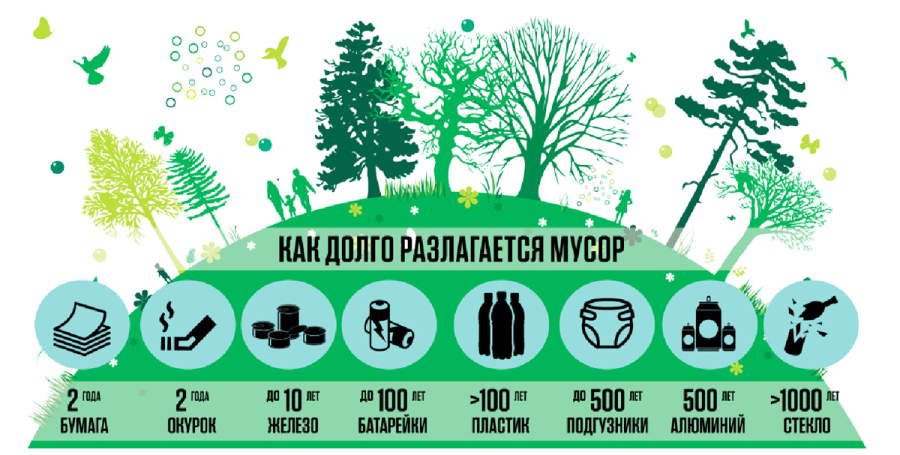 КАК ДОЛГО РАЗЛАГАЕТСЯ МУСОР
2 ГОДА
БУМАГА
2 ГОДА
ОКУРОК
ДО 10 ЛЕТ
ЖЕЛЕЗО
ДО 100 ЛЕТ
БАТАРЕЙКИ
>100 ЛЕТ
ПЛАСТИК
ДО 500 ЛЕТ
ПОДГУЗНИКИ
500 ЛЕТ
АЛЮМИНИЙ
>1000 ЛЕТ
СТЕКЛО